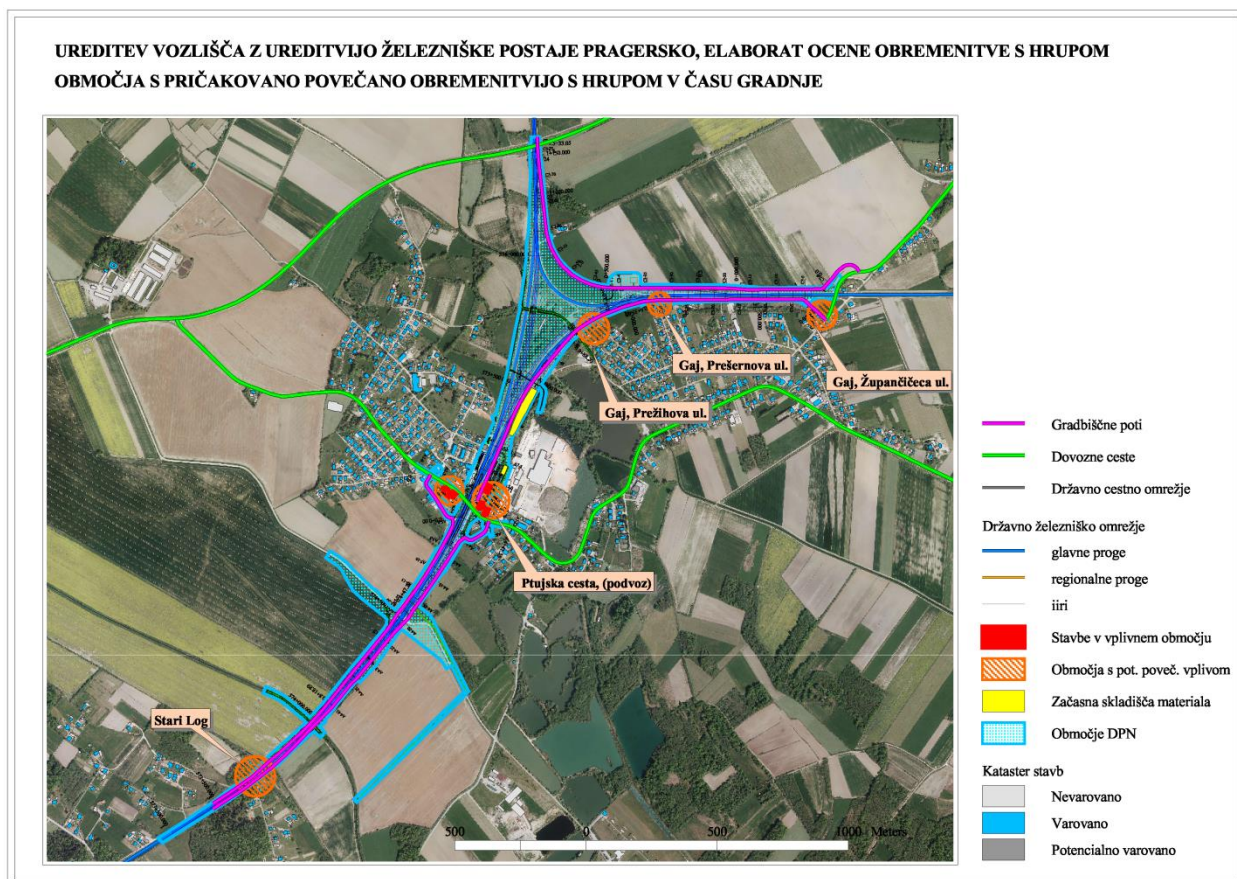 UREDITEV VOZLIŠČA Z UREDITVIJO ŽELEZNIŠKE POSTAJE PRAGERSKO, ELABORAT OCENE OBREMENITVE S HRUPOM
OBMOČJA S PRIČAKOVANO POVEČANO OBREMENITVIJO S HRUPOM V ČASU GRADNJE
Gaj, Prešernova ul.
Gaj, Župančičeca ul.
Gaj, Prežihova ul.
Ptujska cesta, (podvoz)
Stari Log
500 0 500 1000 Meters
Gradbiščne poti
Dovozne ceste
Državno cestno omrežje
Državno železniško omrežje
glavne proge
regionalne proge
iiri
Stavbe v vplivnem območju
Območja s pot. poveč. vplivom
Začasna skladišča materiala
Območje DPN
Kataster stavb
Nevarovano
Varovano
Potencialno varovano